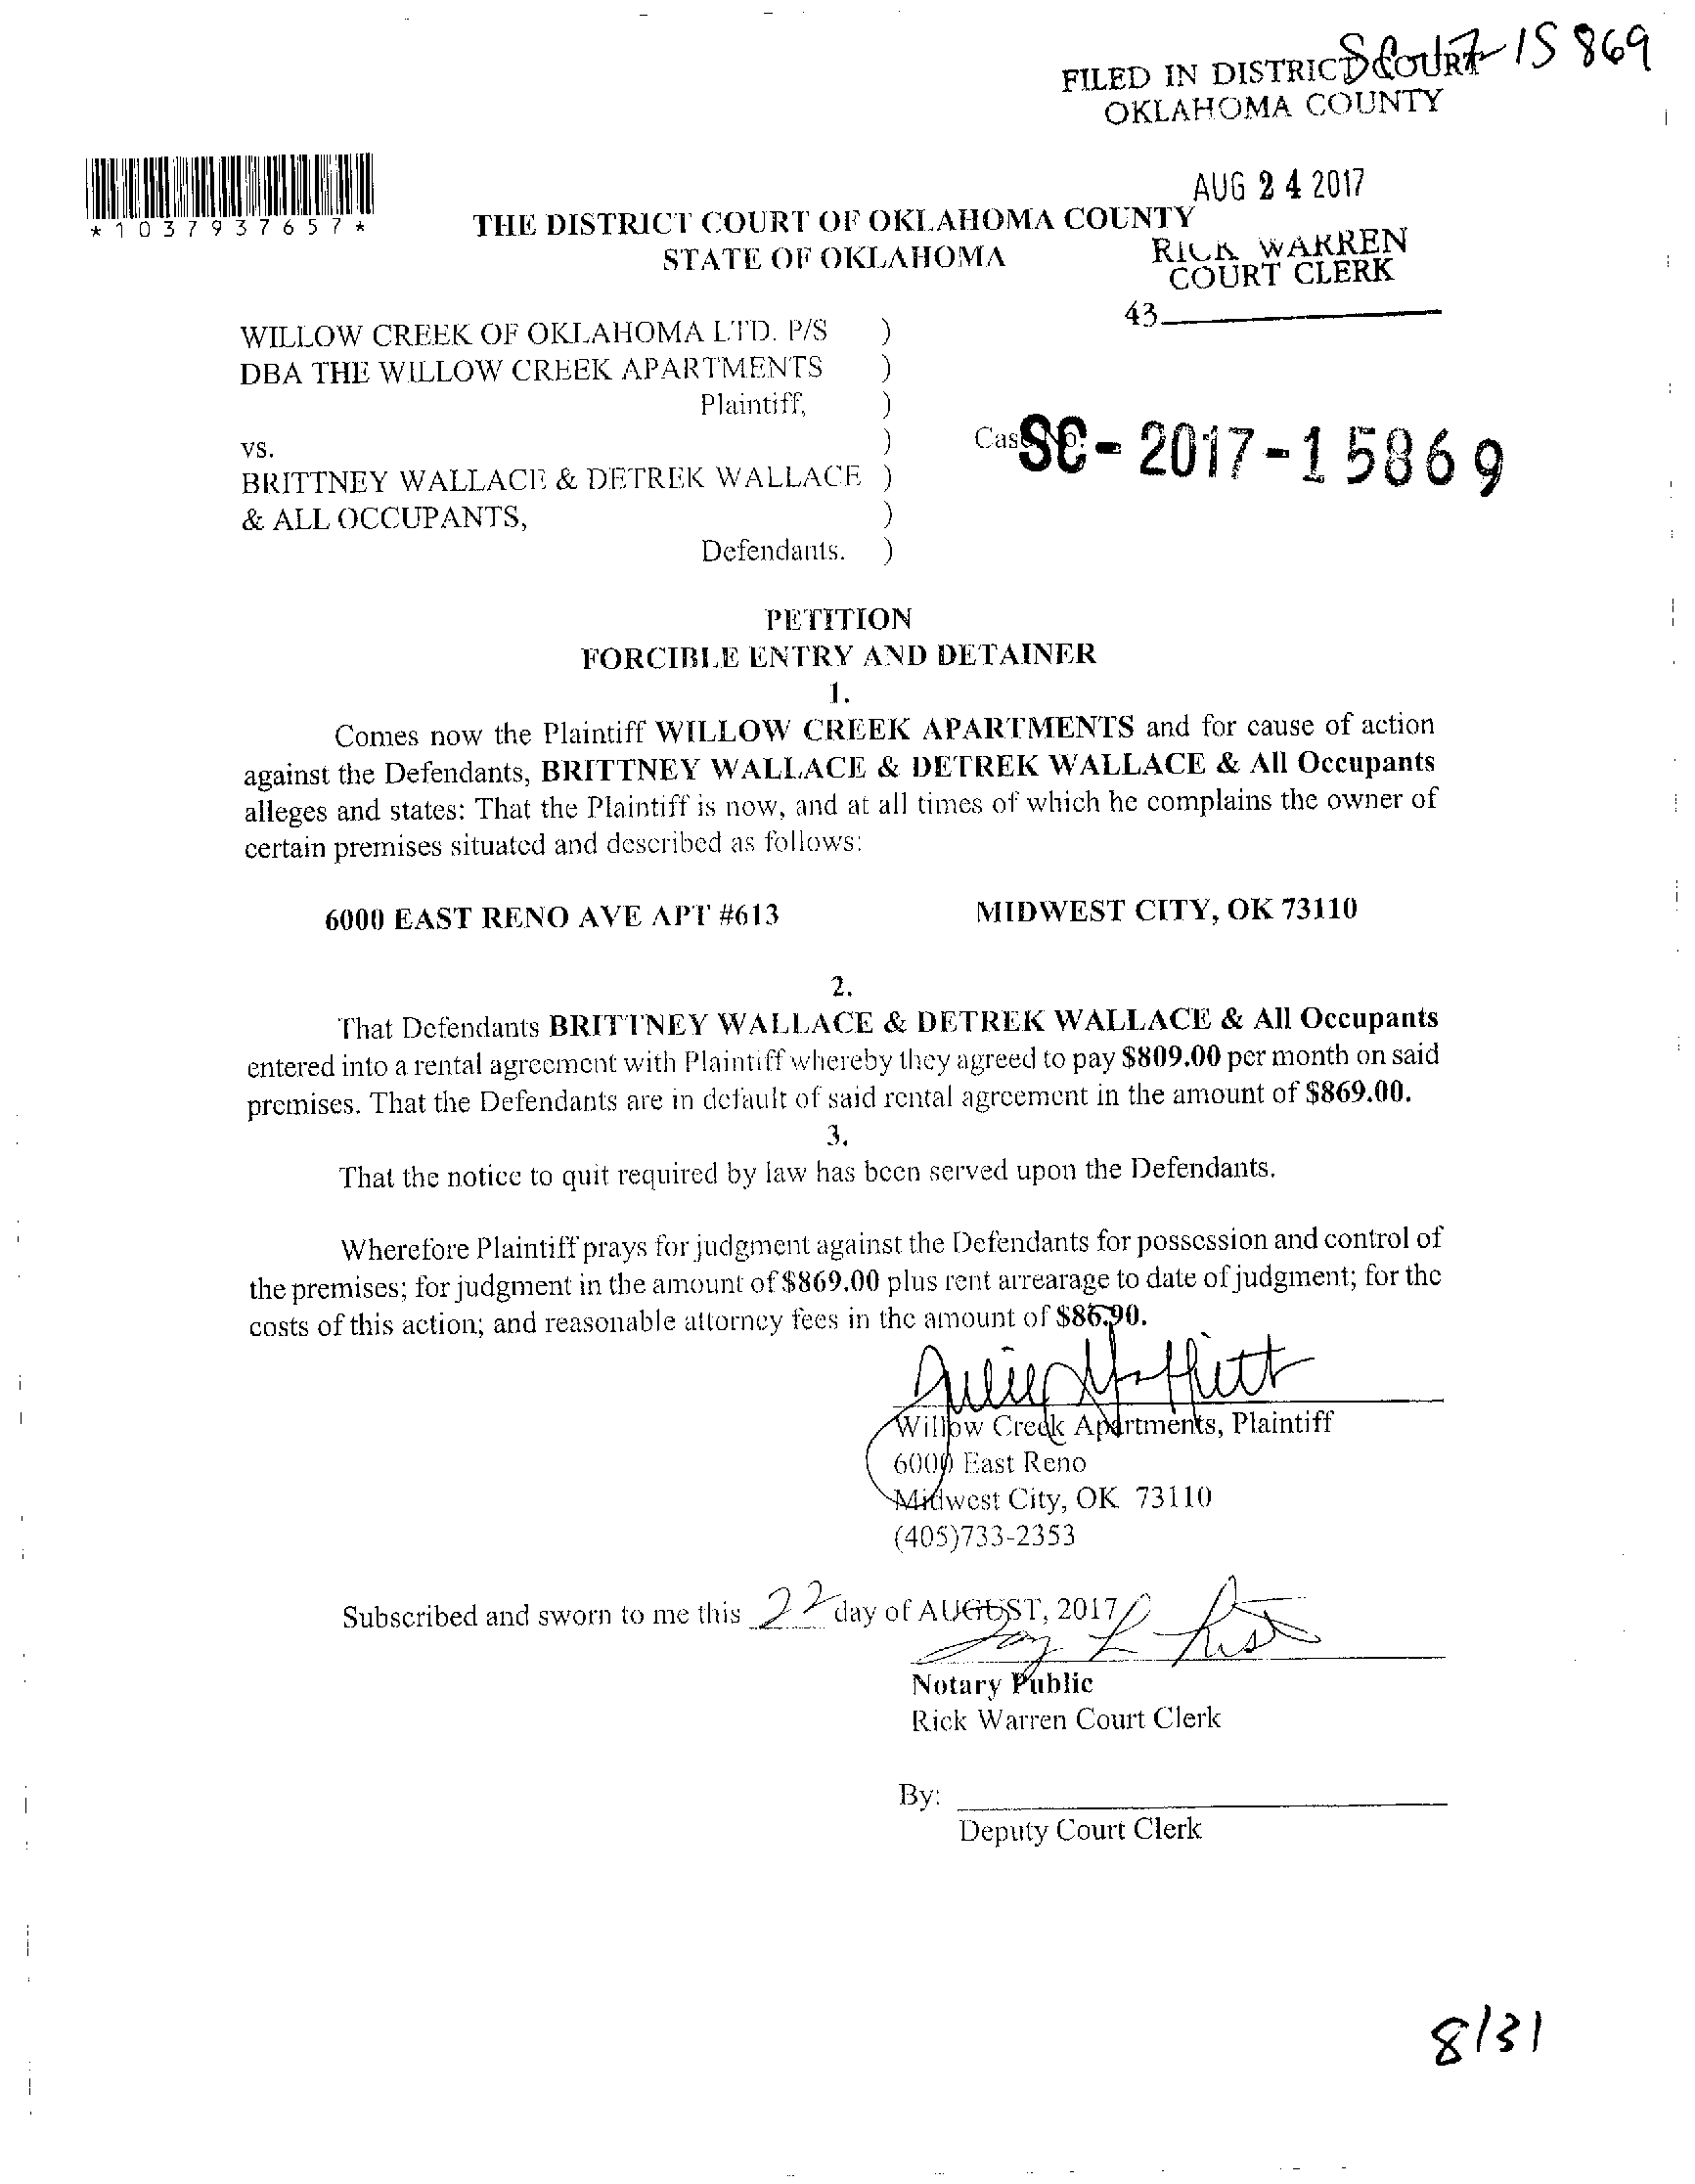 SC-17-15869
FILED IN DISTRICT COURT
OKLAHOMA COUNTY
AUG 24 2017
*1037937657*
THE DISTRICT COURT OF OKLAHOMA COUNTY
STATE OF OKLAHOMA
RICK WARREN
COURT CLERK
43
WILLOW CREEK OF OKLAHOMA LTD. P/S )
DBA THE WILLOW CREEK APARTMENTS )
Plaintiff, )
vs. )
Case No. SC-2017-15869
BRITTNEY WALLACE & DETREK WALLACE )
& ALL OCCUPANTS, )
Defendants. )
PETITION
FORCIBLE ENTRY AND DETAINER
1.
Comes now the Plaintiff WILLOW CREEK APARTMENTS and for cause of action
against the Defendants, BRITTNEY WALLACE & DETREK WALLACE & All Occupants
alleges and states: That the Plaintiff is now, and at all times of which he complains the owner of
certain premises situated and described as follows:
6000 EAST RENO AVE APT #613 MIDWEST CITY, OK 73110
2.
That Defendants BRITTNEY WALLACE & DETREK WALLACE & All Occupants
entered into a rental agreement with Plaintiff whereby they agreed to pay $809.00 per month on said
premises. That the Defendants are in default of said rental agreement in the amount of $869.00.
3.
That the notice to quit required by law has been served upon the Defendants.
Wherefore Plaintiff prays for judgment against the Defendants for possession and control of
the premises; for judgment in the amount of $869.00 plus rent arrearage to date of judgment; for the
costs of this action; and reasonable attorney fees in the amount of $86.90.
Willow Creek Apartments, Plaintiff
6000 East Reno
Midwest City, OK 73110
(405)733-2353
Subscribed and sworn to me this 22 day of AUGUST, 2017
Notary Public
Rick Warren Court Clerk
By:
Deputy Court Clerk
8/31